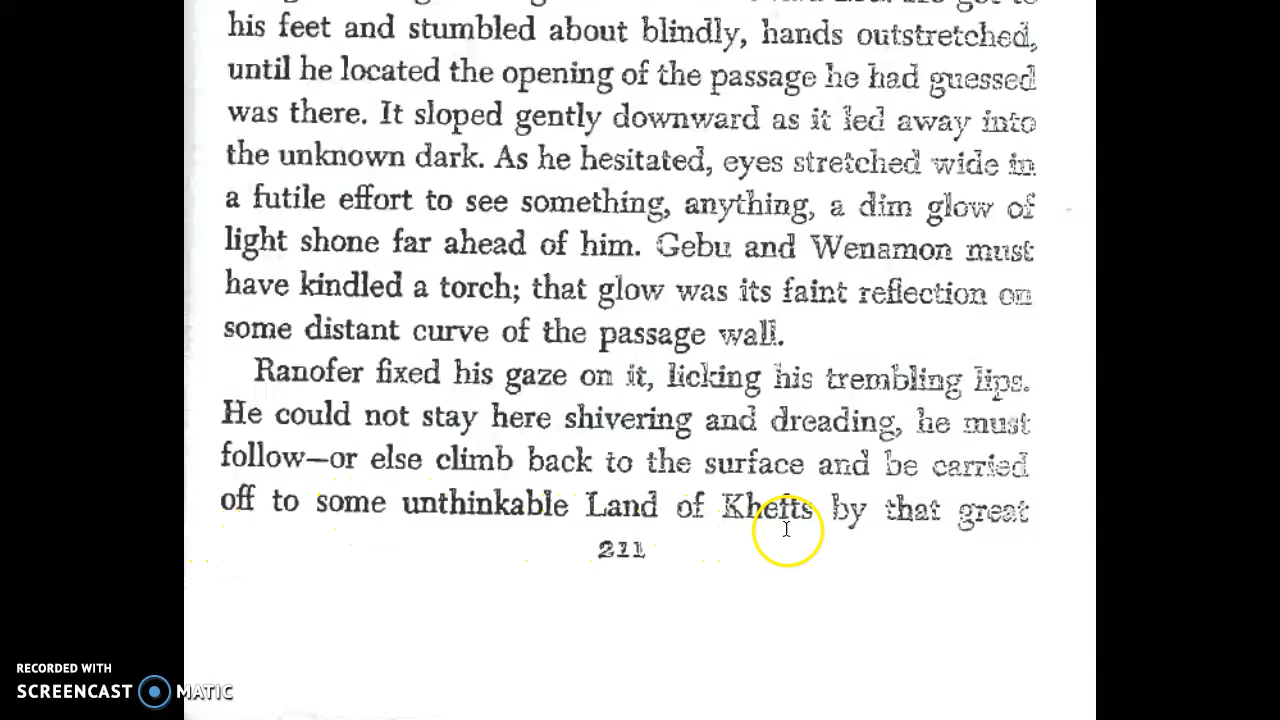 his feet and stumbled about blindly, hands outstretched,
until he located the opening of the passage he had guessed
was there. It sloped gently downward as it led away into
the unknown dark. As he hesitated, eyes stretched wide in
a futile effort to see something, anything, a dim glow of
light shone far ahead of him. Gebu and Wenamon must
have kindled a torch; that glow was its faint reflection on
some distant curve of the passage wall.
Ranofer fixed his gaze on it, licking his trembling lips.
He could not stay here shivering and dreading, he must
follow—or else climb back to the surface and be carried
off to some unthinkable Land of Khefts by that great
211
RECORDED WITH
SCREENCAST MATIC